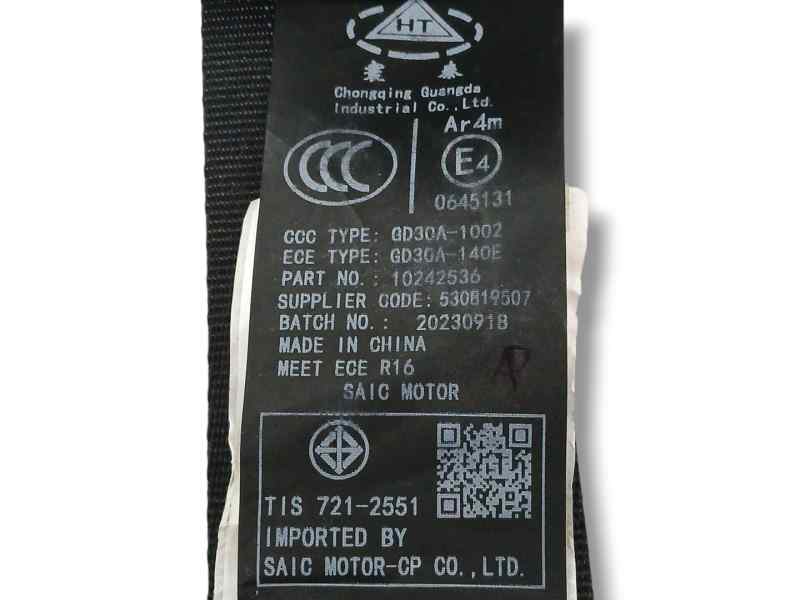 HT
Chongqing Guangda
Industrial Co.,Ltd.
CCC
Ar4m
E4
0645131
CCC TYPE: GD30A-1002
ECE TYPE: GD30A-140E
PART NO.: 10242536
SUPPLIER CODE: 530819507
BATCH NO.: 20230918
MADE IN CHINA
MEET ECE R16
SAIC MOTOR
TIS 721-2551
IMPORTED BY
SAIC MOTOR-CP CO.,LTD.